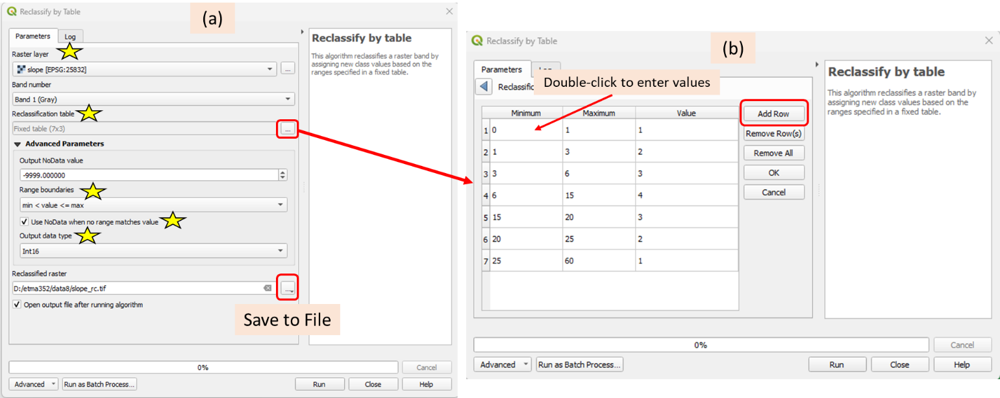 Reclassify by Table
(a)
Parameters
Log
Raster layer
slope [EPSG:25832]
...
Band number
Band 1 (Gray)
Reclassification table
Fixed table (7x3)
...
Advanced Parameters
Output NoData value
-9999.000000
Range boundaries
min < value <= max
Use NoData when no range matches value
Output data type
Int16
Reclassified raster
D:/etma352/data8/slope_rc.tif
...
Open output file after running algorithm
Save to File
Reclassify by table
This algorithm reclassifies a raster band by
assigning new class values based on the
ranges specified in a fixed table.
0%
Cancel
Advanced
Run as Batch Process...
Run
Close
Help
Reclassify by Table
(b)
Parameters
Double-click to enter values
Minimum Maximum Value
1 0 1 1
2 1 3 2
3 3 6 3
4 6 15 4
5 15 20 3
6 20 25 2
7 25 60 1
Add Row
Remove Row(s)
Remove All
OK
Cancel
Reclassify by table
This algorithm reclassifies a raster band by
assigning new class values based on the
ranges specified in a fixed table.
0%
Cancel
Advanced
Run as Batch Process...
Run
Close
Help